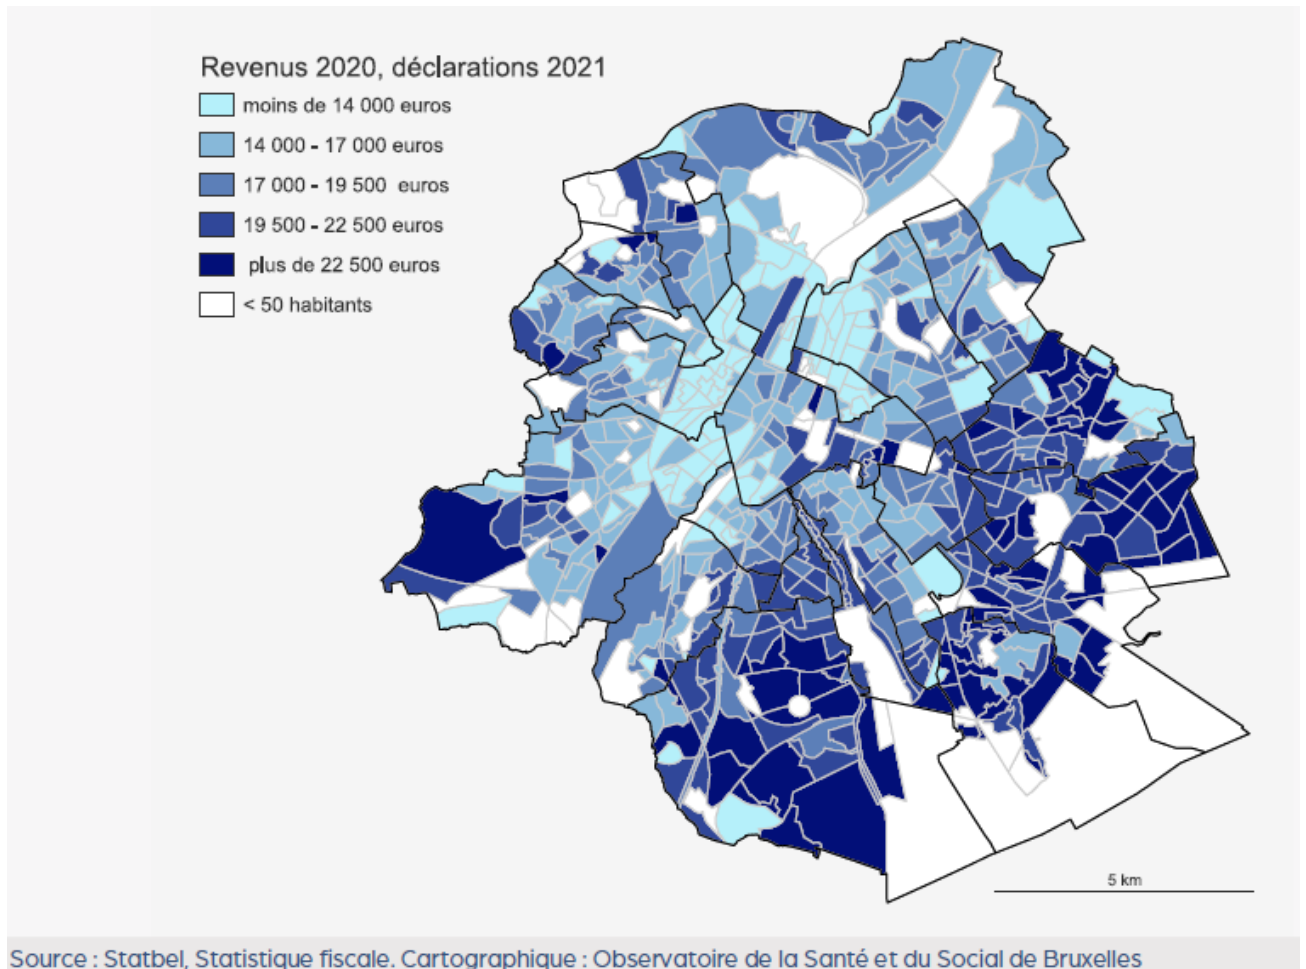 Revenus 2020, déclarations 2021
moins de 14 000 euros
14 000 - 17 000 euros
17 000 - 19 500 euros
19 500 - 22 500 euros
plus de 22 500 euros
< 50 habitants
5 km
Source : Statbel, Statistique fiscale. Cartographique : Observatoire de la Santé et du Social de Bruxelles